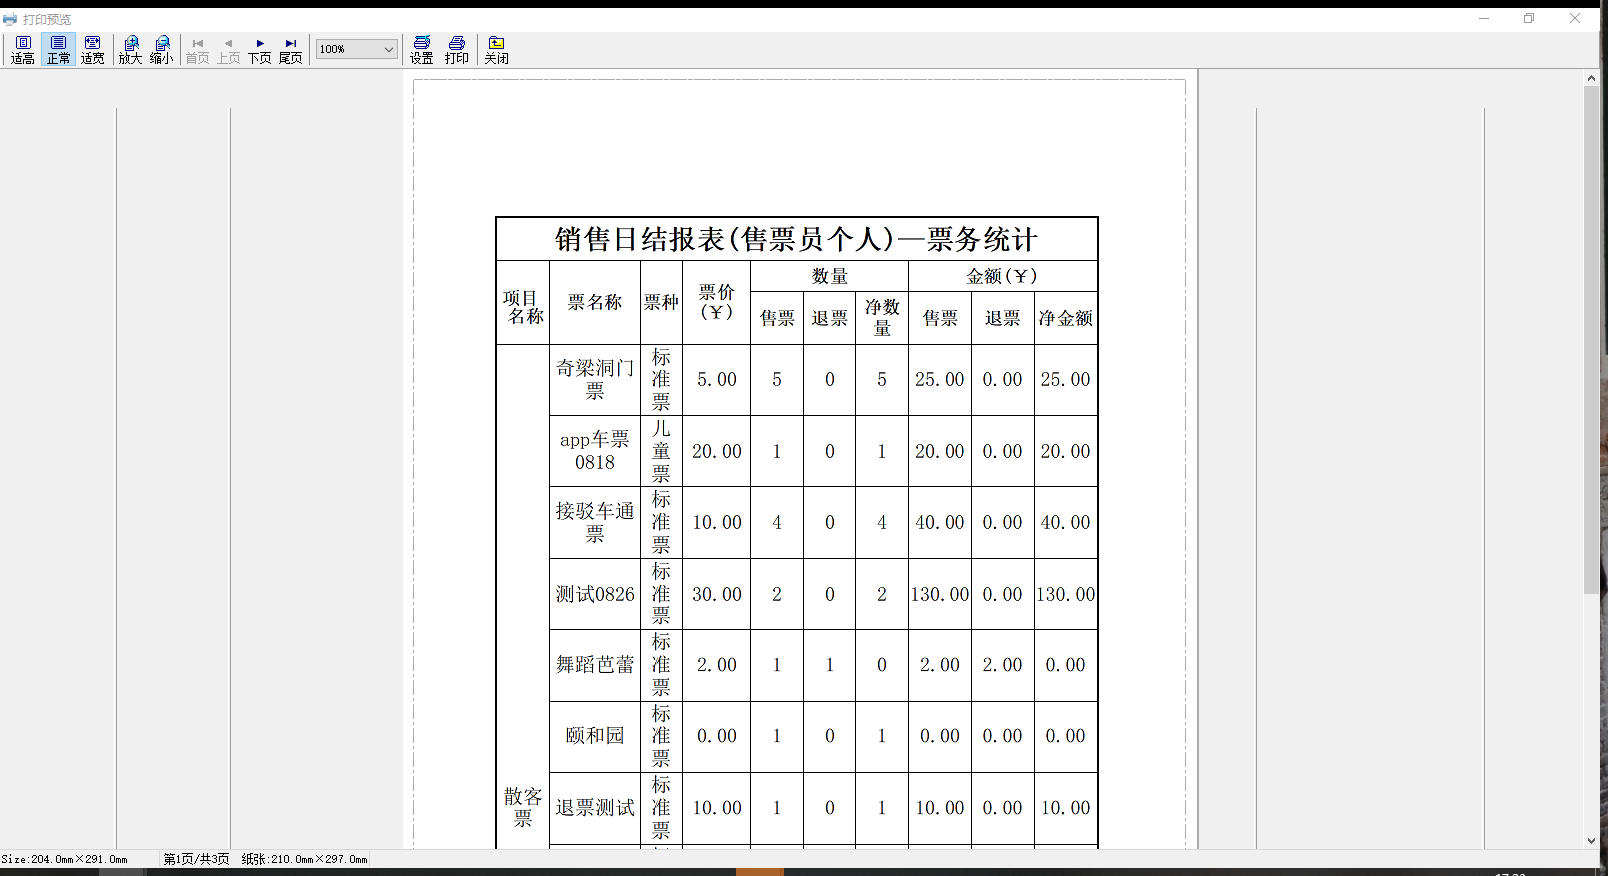 打印预览
适高 正常 适宽 放大 缩小 首页 上页 下页 尾页 100% 设置 打印 关闭
销售日结报表(售票员个人)—票务统计
项目名称 票名称 票种 票价(¥) 数量 金额(¥)
售票 退票 净数量 售票 退票 净金额
奇梁洞门票 标准票 5.00 5 0 5 25.00 0.00 25.00
app车票0818 儿童票 20.00 1 0 1 20.00 0.00 20.00
接驳车通票 标准票 10.00 4 0 4 40.00 0.00 40.00
测试0826 标准票 30.00 2 0 2 130.00 0.00 130.00
舞蹈芭蕾 标准票 2.00 1 1 0 2.00 2.00 0.00
颐和园 标准票 0.00 1 0 1 0.00 0.00 0.00
散客票 退票测试 标准票 10.00 1 0 1 10.00 0.00 10.00
Size:204.0mm×291.0mm 第1页/共3页 纸张:210.0mm×297.0mm